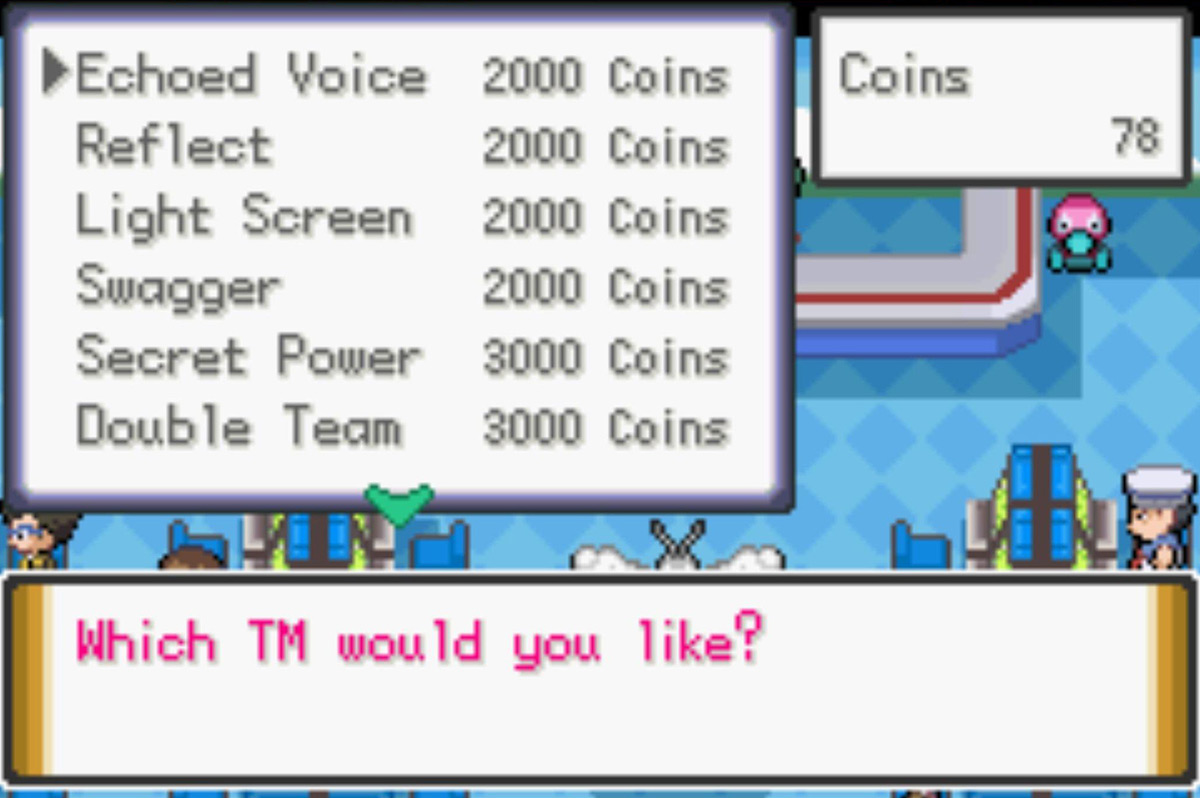 Echoed Voice 2000 Coins
Reflect 2000 Coins
Light Screen 2000 Coins
Swagger 2000 Coins
Secret Power 3000 Coins
Double Team 3000 Coins
Coins
78
Which TM would you like?